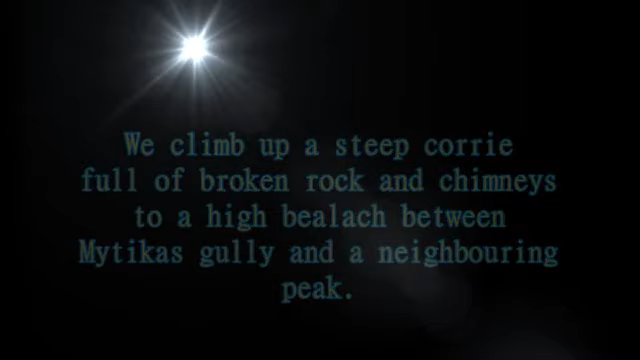 We climb up a steep corrie
full of broken rock and chimneys
to a high bealach between
Mytikas gully and a neighbouring
peak.